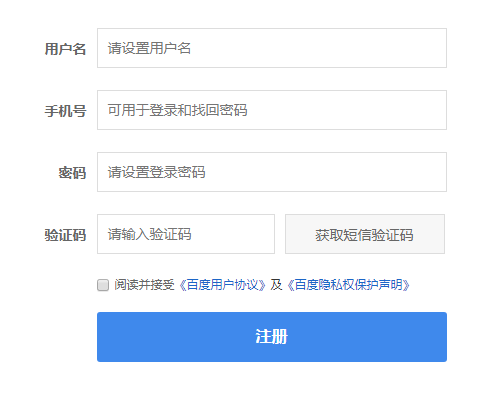 用户名 请设置用户名
手机号 可用于登录和找回密码
密码 请设置登录密码
验证码 请输入验证码 获取短信验证码
阅读并接受《百度用户协议》及《百度隐私权保护声明》
注册